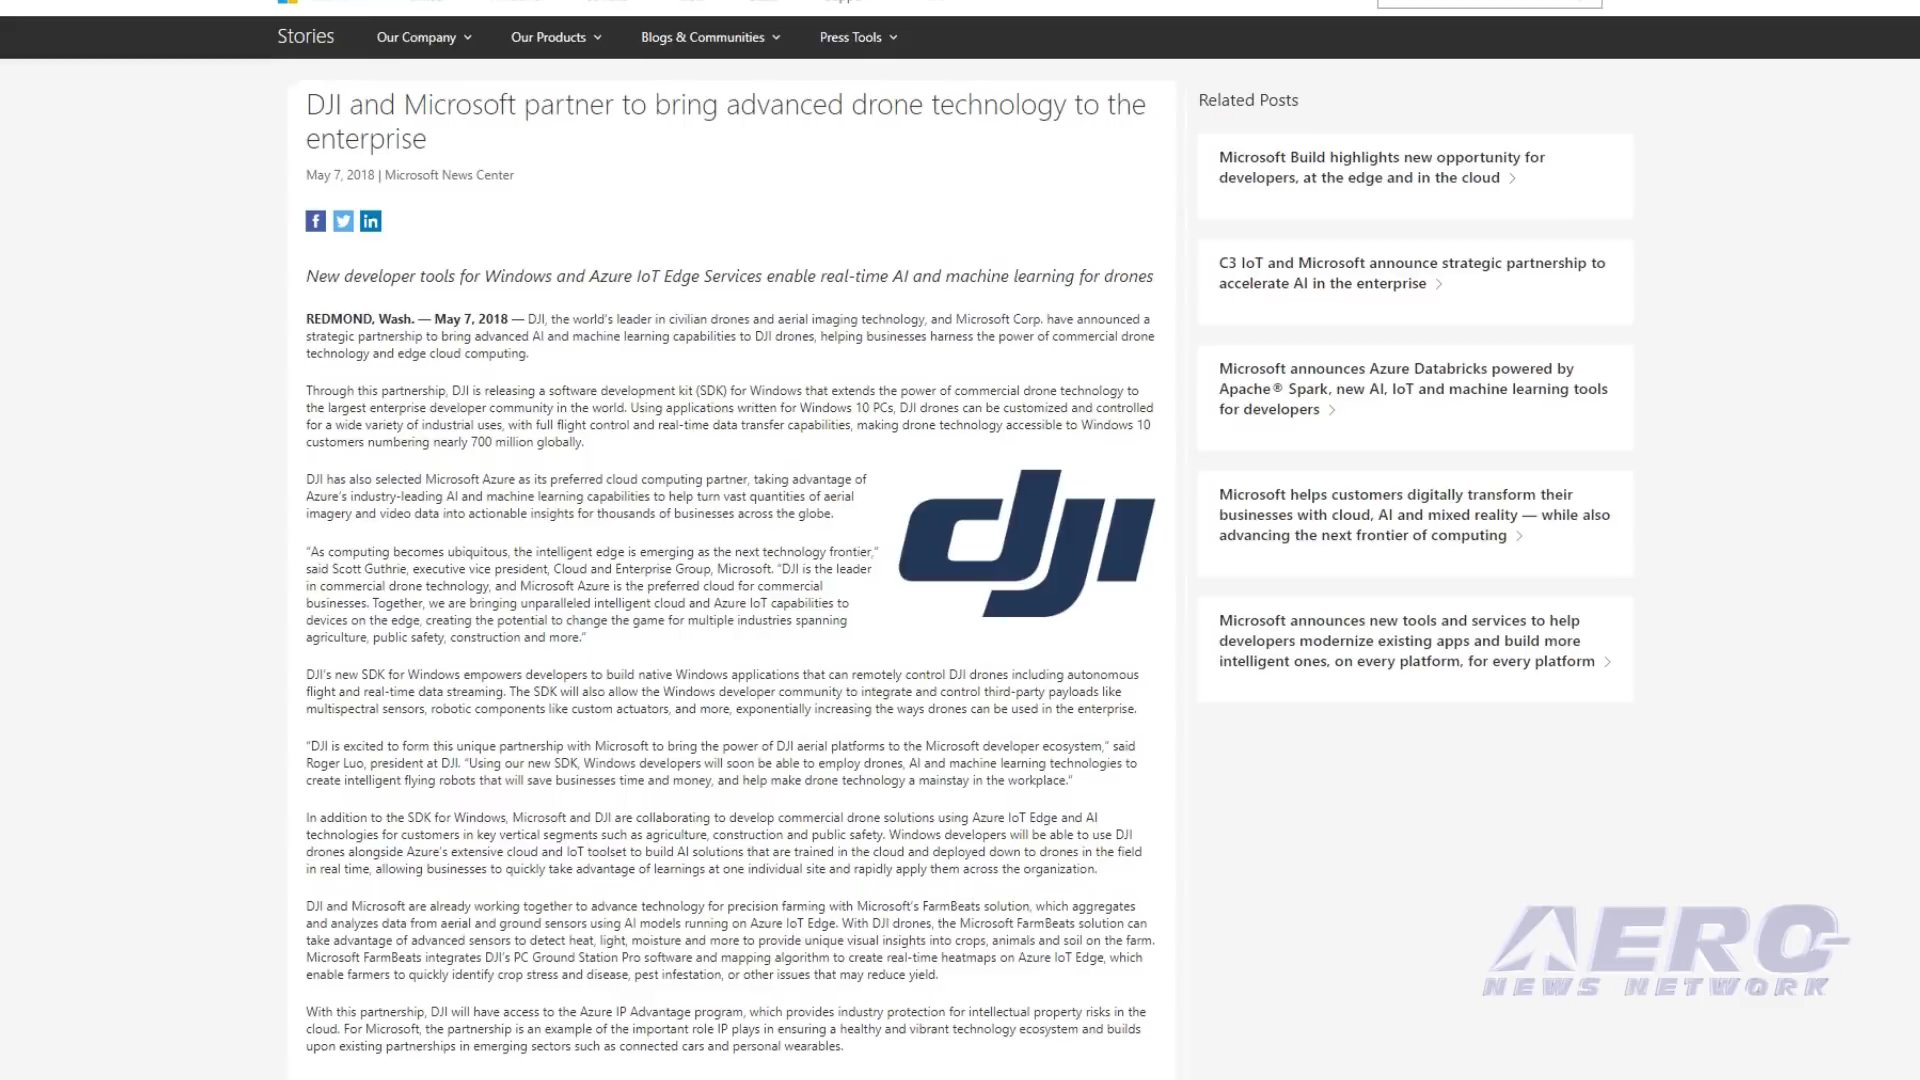 Stories
Our Company
Our Products
Blogs & Communities
Press Tools
DJI and Microsoft partner to bring advanced drone technology to the
enterprise
May 7, 2018 | Microsoft News Center
f
in
New developer tools for Windows and Azure IoT Edge Services enable real-time AI and machine learning for drones
REDMOND, Wash. — May 7, 2018 — DJI, the world's leader in civilian drones and aerial imaging technology, and Microsoft Corp. have announced a
strategic partnership to bring advanced AI and machine learning capabilities to DJI drones, helping businesses harness the power of commercial drone
technology and edge cloud computing.
Through this partnership, DJI is releasing a software development kit (SDK) for Windows that extends the power of commercial drone technology to
the largest enterprise developer community in the world. Using applications written for Windows 10 PCs, DJI drones can be customized and controlled
for a wide variety of industrial uses, with full flight control and real-time data transfer capabilities, making drone technology accessible to Windows 10
customers numbering nearly 700 million globally.
DJI has also selected Microsoft Azure as its preferred cloud computing partner, taking advantage of
Azure's industry-leading AI and machine learning capabilities to help turn vast quantities of aerial
imagery and video data into actionable insights for thousands of businesses across the globe.
dji
"As computing becomes ubiquitous, the intelligent edge is emerging as the next technology frontier,"
said Scott Guthrie, executive vice president, Cloud and Enterprise Group, Microsoft. "DJI is the leader
in commercial drone technology, and Microsoft Azure is the preferred cloud for commercial
businesses. Together, we are bringing unparalleled intelligent cloud and Azure IoT capabilities to
devices on the edge, creating the potential to change the game for multiple industries spanning
agriculture, public safety, construction and more."
DJI's new SDK for Windows empowers developers to build native Windows applications that can remotely control DJI drones including autonomous
flight and real-time data streaming. The SDK will also allow the Windows developer community to integrate and control third-party payloads like
multispectral sensors, robotic components like custom actuators, and more, exponentially increasing the ways drones can be used in the enterprise.
"DJI is excited to form this unique partnership with Microsoft to bring the power of DJI aerial platforms to the Microsoft developer ecosystem," said
Roger Luo, president at DJI. "Using our new SDK, Windows developers will soon be able to employ drones, AI and machine learning technologies to
create intelligent flying robots that will save businesses time and money, and help make drone technology a mainstay in the workplace."
In addition to the SDK for Windows, Microsoft and DJI are collaborating to develop commercial drone solutions using Azure IoT Edge and AI
technologies for customers in key vertical segments such as agriculture, construction and public safety. Windows developers will be able to use DJI
drones alongside Azure's extensive cloud and IoT toolset to build AI solutions that are trained in the cloud and deployed down to drones in the field
in real time, allowing businesses to quickly take advantage of learnings at one individual site and rapidly apply them across the organization.
DJI and Microsoft are already working together to advance technology for precision farming with Microsoft's FarmBeats solution, which aggregates
and analyzes data from aerial and ground sensors using AI models running on Azure IoT Edge. With DJI drones, the Microsoft FarmBeats solution can
take advantage of advanced sensors to detect heat, light, moisture and more to provide unique visual insights into crops, animals and soil on the farm.
Microsoft FarmBeats integrates DJI's PC Ground Station Pro software and mapping algorithm to create real-time heatmaps on Azure IoT Edge, which
enable farmers to quickly identify crop stress and disease, pest infestation, or other issues that may reduce yield.
With this partnership, DJI will have access to the Azure IP Advantage program, which provides industry protection for intellectual property risks in the
cloud. For Microsoft, the partnership is an example of the important role IP plays in ensuring a healthy and vibrant technology ecosystem and builds
upon existing partnerships in emerging sectors such as connected cars and personal wearables.
Related Posts
Microsoft Build highlights new opportunity for
developers, at the edge and in the cloud
C3 IoT and Microsoft announce strategic partnership to
accelerate AI in the enterprise
Microsoft announces Azure Databricks powered by
Apache® Spark, new AI, IoT and machine learning tools
for developers
Microsoft helps customers digitally transform their
businesses with cloud, AI and mixed reality — while also
advancing the next frontier of computing
Microsoft announces new tools and services to help
developers modernize existing apps and build more
intelligent ones, on every platform, for every platform
AERO
NEWS NETWORK